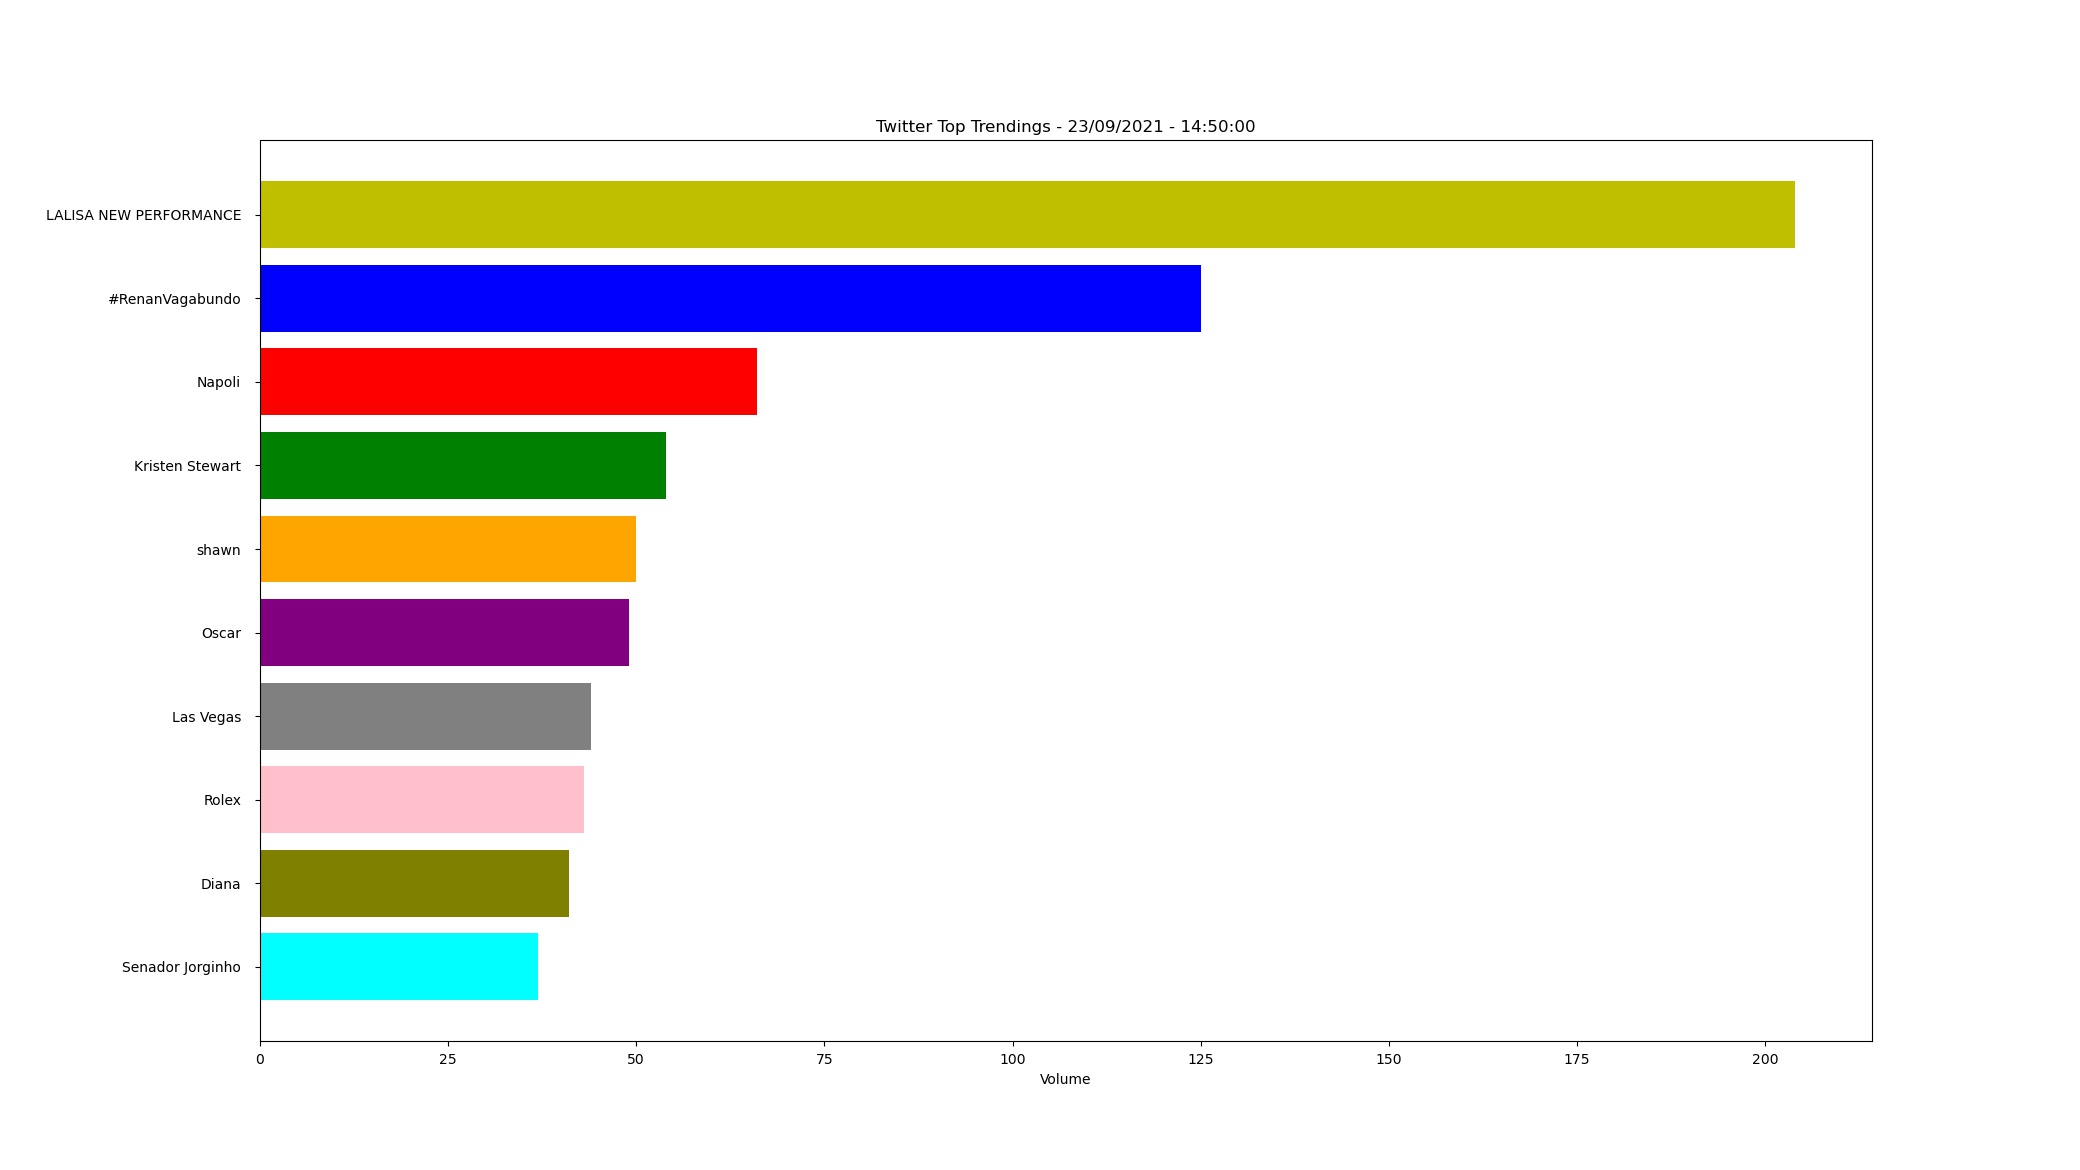 Twitter Top Trendings - 23/09/2021 - 14:50:00
LALISA NEW PERFORMANCE
#RenanVagabundo
Napoli
Kristen Stewart
shawn
Oscar
Las Vegas
Rolex
Diana
Senador Jorginho
0 25 50 75 100 125 150 175 200
Volume